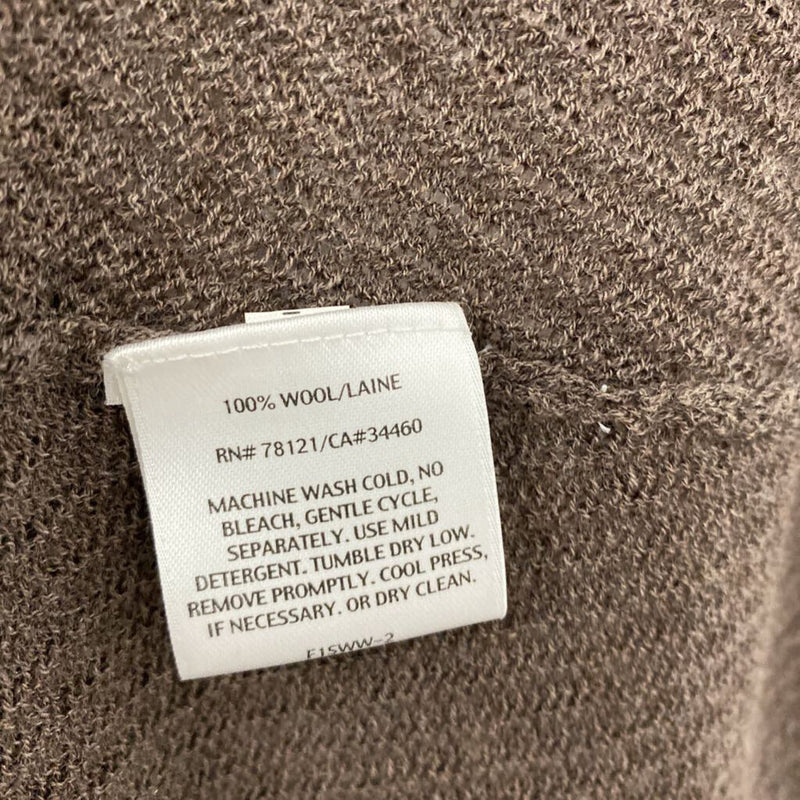 100% WOOL/LAINE
RN# 78121/CA#34460
MACHINE WASH COLD, NO
BLEACH, GENTLE CYCLE,
SEPARATELY. USE MILD
DETERGENT. TUMBLE DRY LOW.
REMOVE PROMPTLY. COOL PRESS,
IF NECESSARY. OR DRY CLEAN.